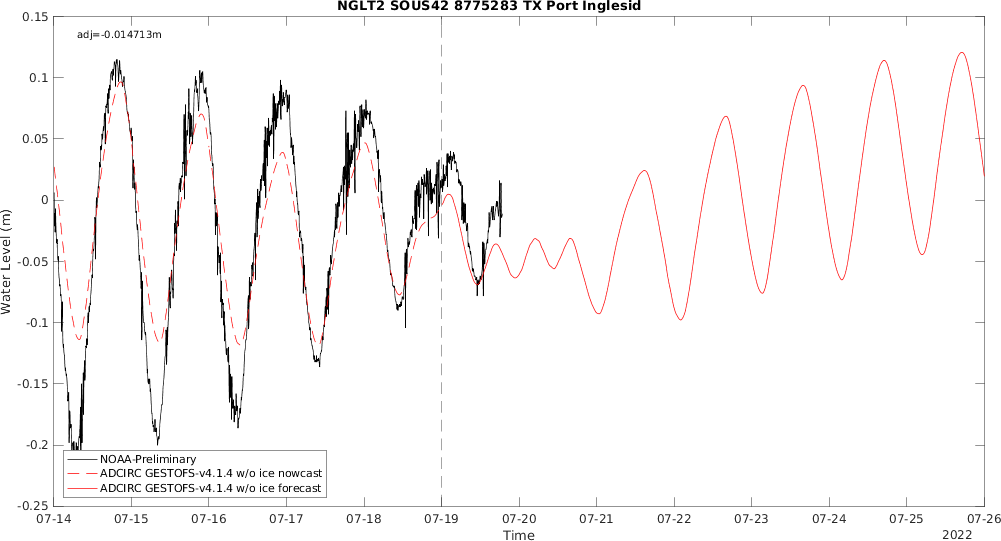 NGLT2 SOUS42 8775283 TX Port Inglesid
adj=-0.014713m
0.15
0.1
0.05
0
-0.05
-0.1
-0.15
-0.2
-0.25
Water Level (m)
NOAA-Preliminary
ADCIRC GESTOFS-v4.1.4 w/o ice nowcast
ADCIRC GESTOFS-v4.1.4 w/o ice forecast
07-14 07-15 07-16 07-17 07-18 07-19 07-20 07-21 07-22 07-23 07-24 07-25 07-26
Time
2022